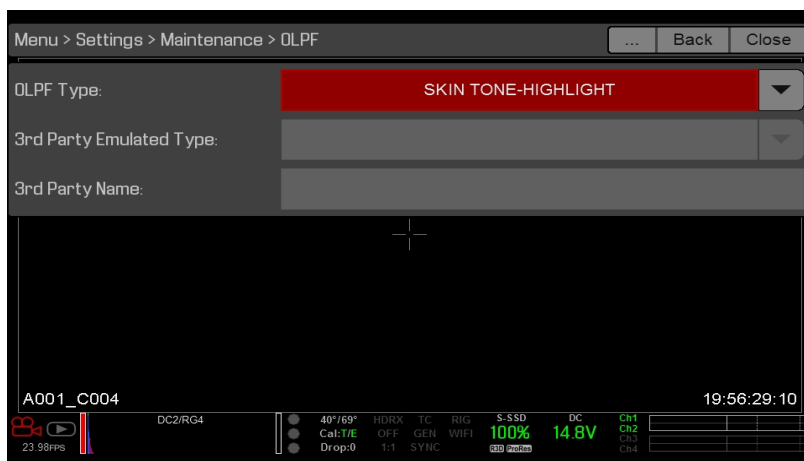 Menu > Settings > Maintenance > OLPF ... Back Close
OLPF Type: SKIN TONE-HIGHLIGHT
3rd Party Emulated Type:
3rd Party Name:
A001_C004 19:56:29:10
DC2/RG4 40°/69° HDRX TC RIG S-SSD DC Ch1
Cal:T/E OFF GEN WIFI 100% 14.8V Ch2
23.98FPS Drop:0 1:1 SYNC R3D ProRes Ch3
Ch4